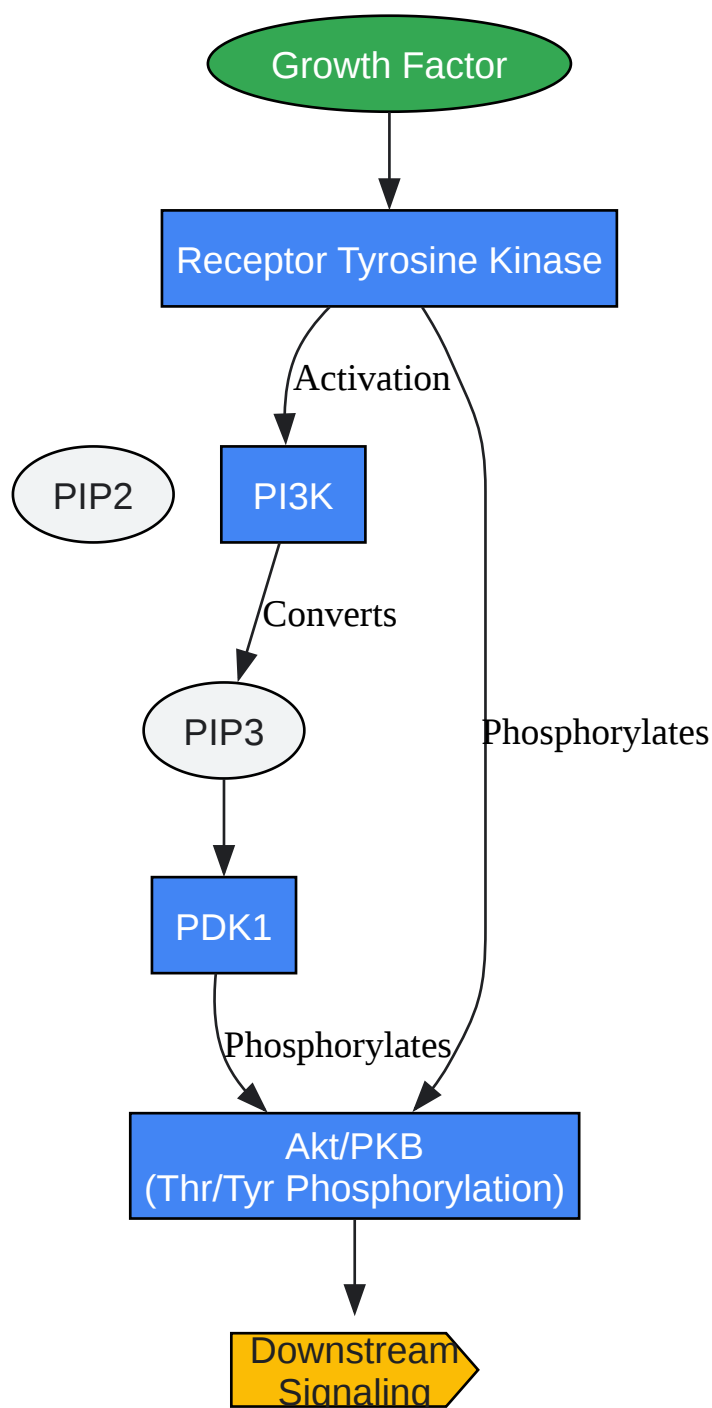 Growth Factor
Receptor Tyrosine Kinase
Activation
PIP2
PI3K
Converts
PIP3
Phosphorylates
PDK1
Phosphorylates
Akt/PKB
(Thr/Tyr Phosphorylation)
Downstream
Signaling